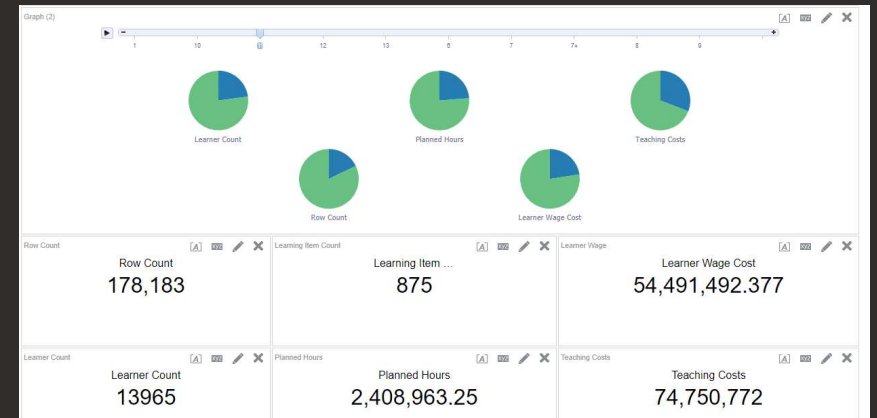 Graph (2)
1 10 11 12 13 6 7 7+ 8 9
Learner Count Planned Hours Teaching Costs
Row Count Learner Wage Cost
Row Count Learning Item Count Learner Wage
Row Count Learning Item ... Learner Wage Cost
178,183 875 54,491,492.377
Learner Count Planned Hours Teaching Costs
Learner Count Planned Hours Teaching Costs
13965 2,408,963.25 74,750,772